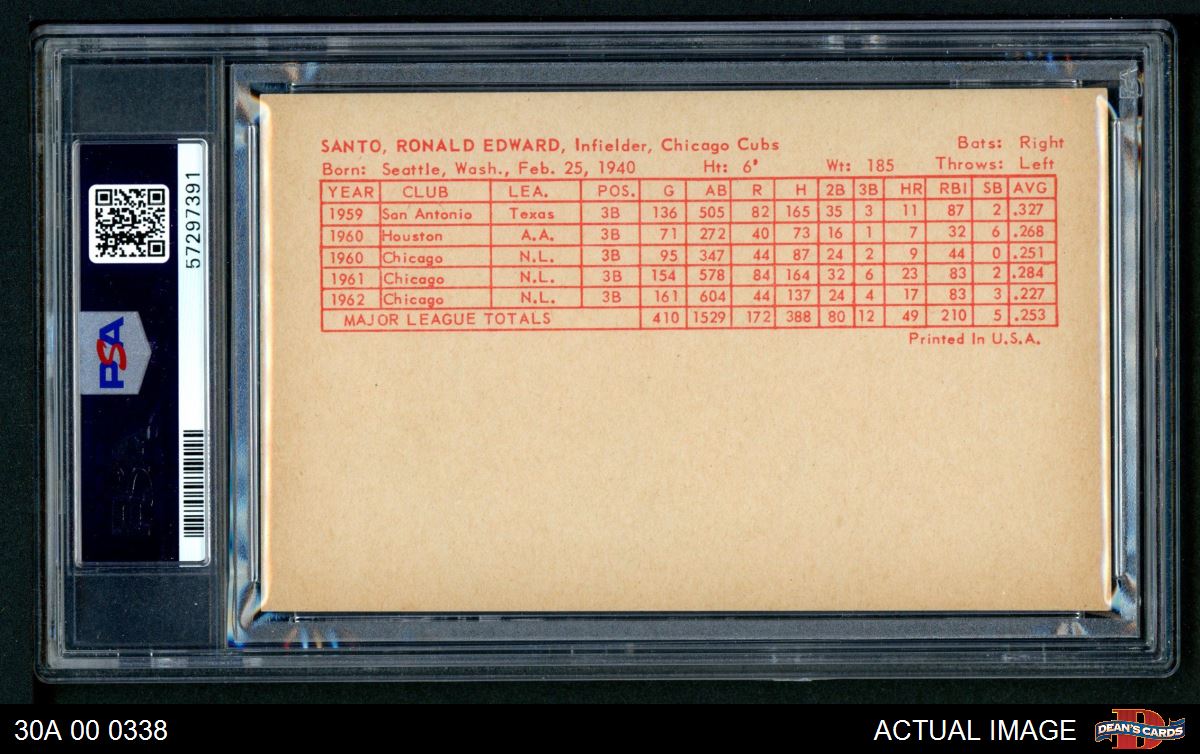 SANTO, RONALD EDWARD, Infielder, Chicago Cubs Bats: Right
Born: Seattle, Wash., Feb. 25, 1940 Ht: 6' Wt: 185 Throws: Left
YEAR CLUB LEA. POS. G AB R H 2B 3B HR RBI SB AVG
1959 San Antonio Texas 3B 136 505 82 165 35 3 11 87 2 .327
1960 Houston A.A. 3B 71 272 40 73 16 1 7 32 6 .268
1960 Chicago N.L. 3B 95 347 44 87 24 2 9 44 0 .251
1961 Chicago N.L. 3B 154 578 84 164 32 6 23 83 2 .284
1962 Chicago N.L. 3B 161 604 44 137 24 4 17 83 3 .227
MAJOR LEAGUE TOTALS 410 1529 172 388 80 12 49 210 5 .253
Printed In U.S.A.
57297391
PSA
30A 00 0338
ACTUAL IMAGE
DEAN'S CARDS